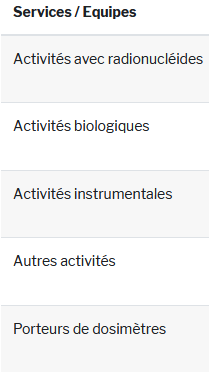 Services / Equipes
Activités avec radionucléides
Activités biologiques
Activités instrumentales
Autres activités
Porteurs de dosimètres